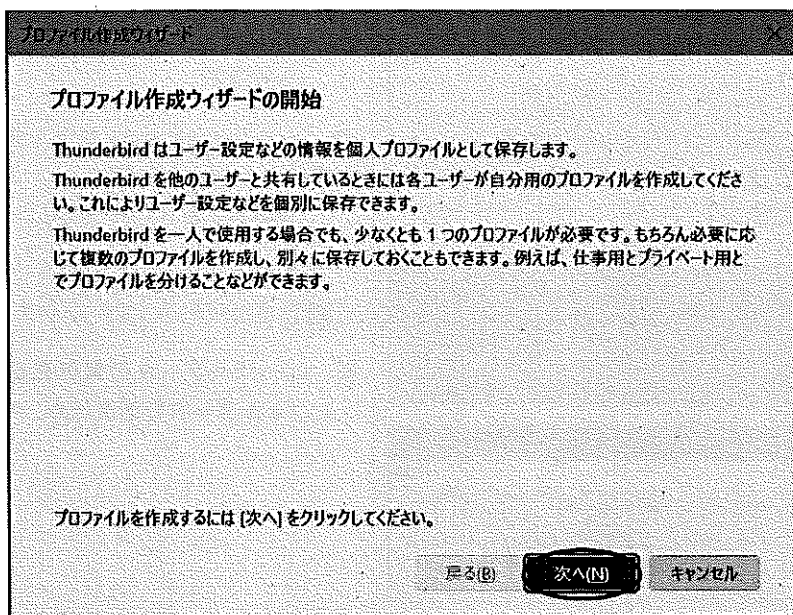 プロファイル作成ウィザード
プロファイル作成ウィザードの開始
Thunderbird はユーザー設定などの情報を個人プロファイルとして保存します。
Thunderbird を他のユーザーと共有しているときには各ユーザーが自分用のプロファイルを作成してくださ
い。これによりユーザー設定などを個別に保存できます。
Thunderbird を一人で使用する場合でも、少なくとも 1 つのプロファイルが必要です。もちろん必要に応
じて複数のプロファイルを作成し、別々に保存しておくこともできます。例えば、仕事用とプライベート用と
でプロファイルを分けることなどができます。
プロファイルを作成するには [次へ] をクリックしてください。
戻る(B) 次へ(N) キャンセル